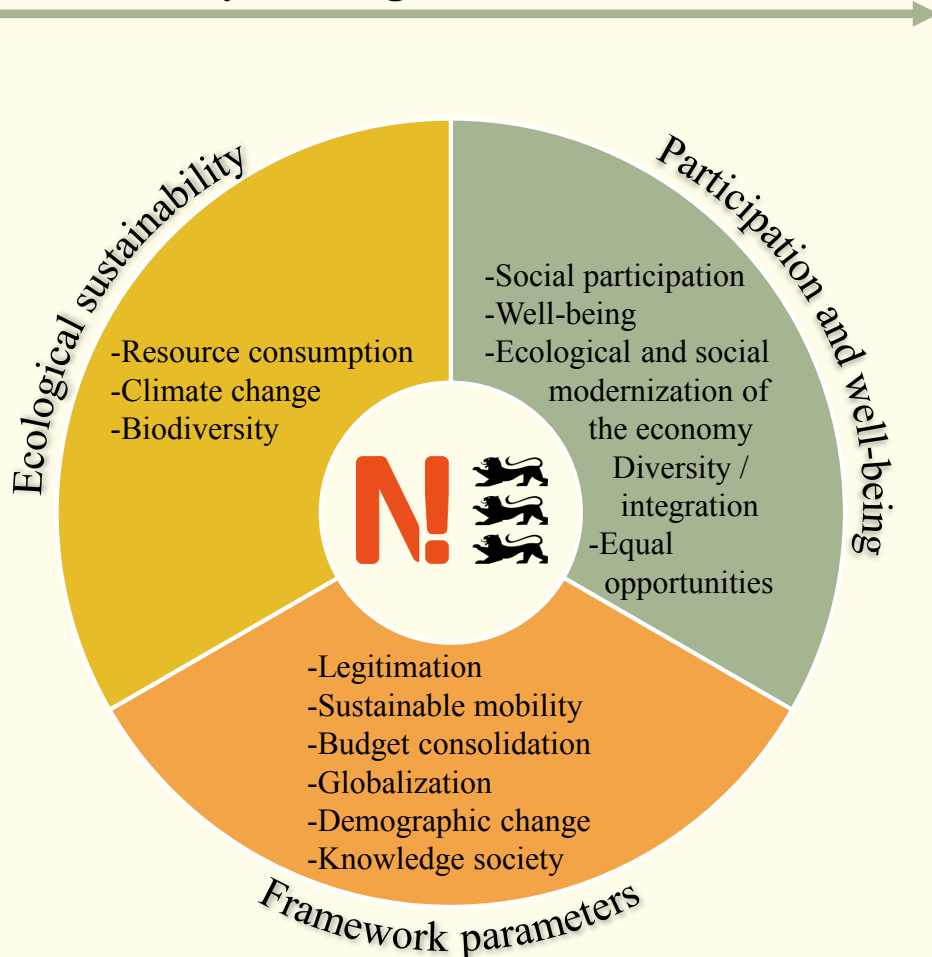 Ecological sustainability
Participation and well-being
-Social participation
-Well-being
-Ecological and social
modernization of
the economy
Diversity /
integration
-Equal
opportunities
-Resource consumption
-Climate change
-Biodiversity
N!
-Legitimation
-Sustainable mobility
-Budget consolidation
-Globalization
-Demographic change
-Knowledge society
Framework parameters